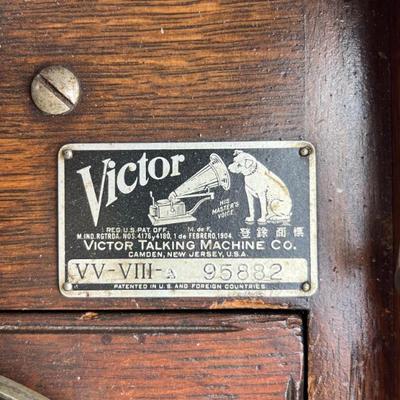 Victor
HIS
MASTER'S
VOICE
REG. U.S. PAT. OFF. M. de F.
M. IND. RGTRDA. NOS. 4176, 4180, 1 de FEBRERO, 1904.
標商冊登
VICTOR TALKING MACHINE CO.
CAMDEN, NEW JERSEY, U.S.A.
VV-VIII-A 95882
PATENTED IN U.S. AND FOREIGN COUNTRIES